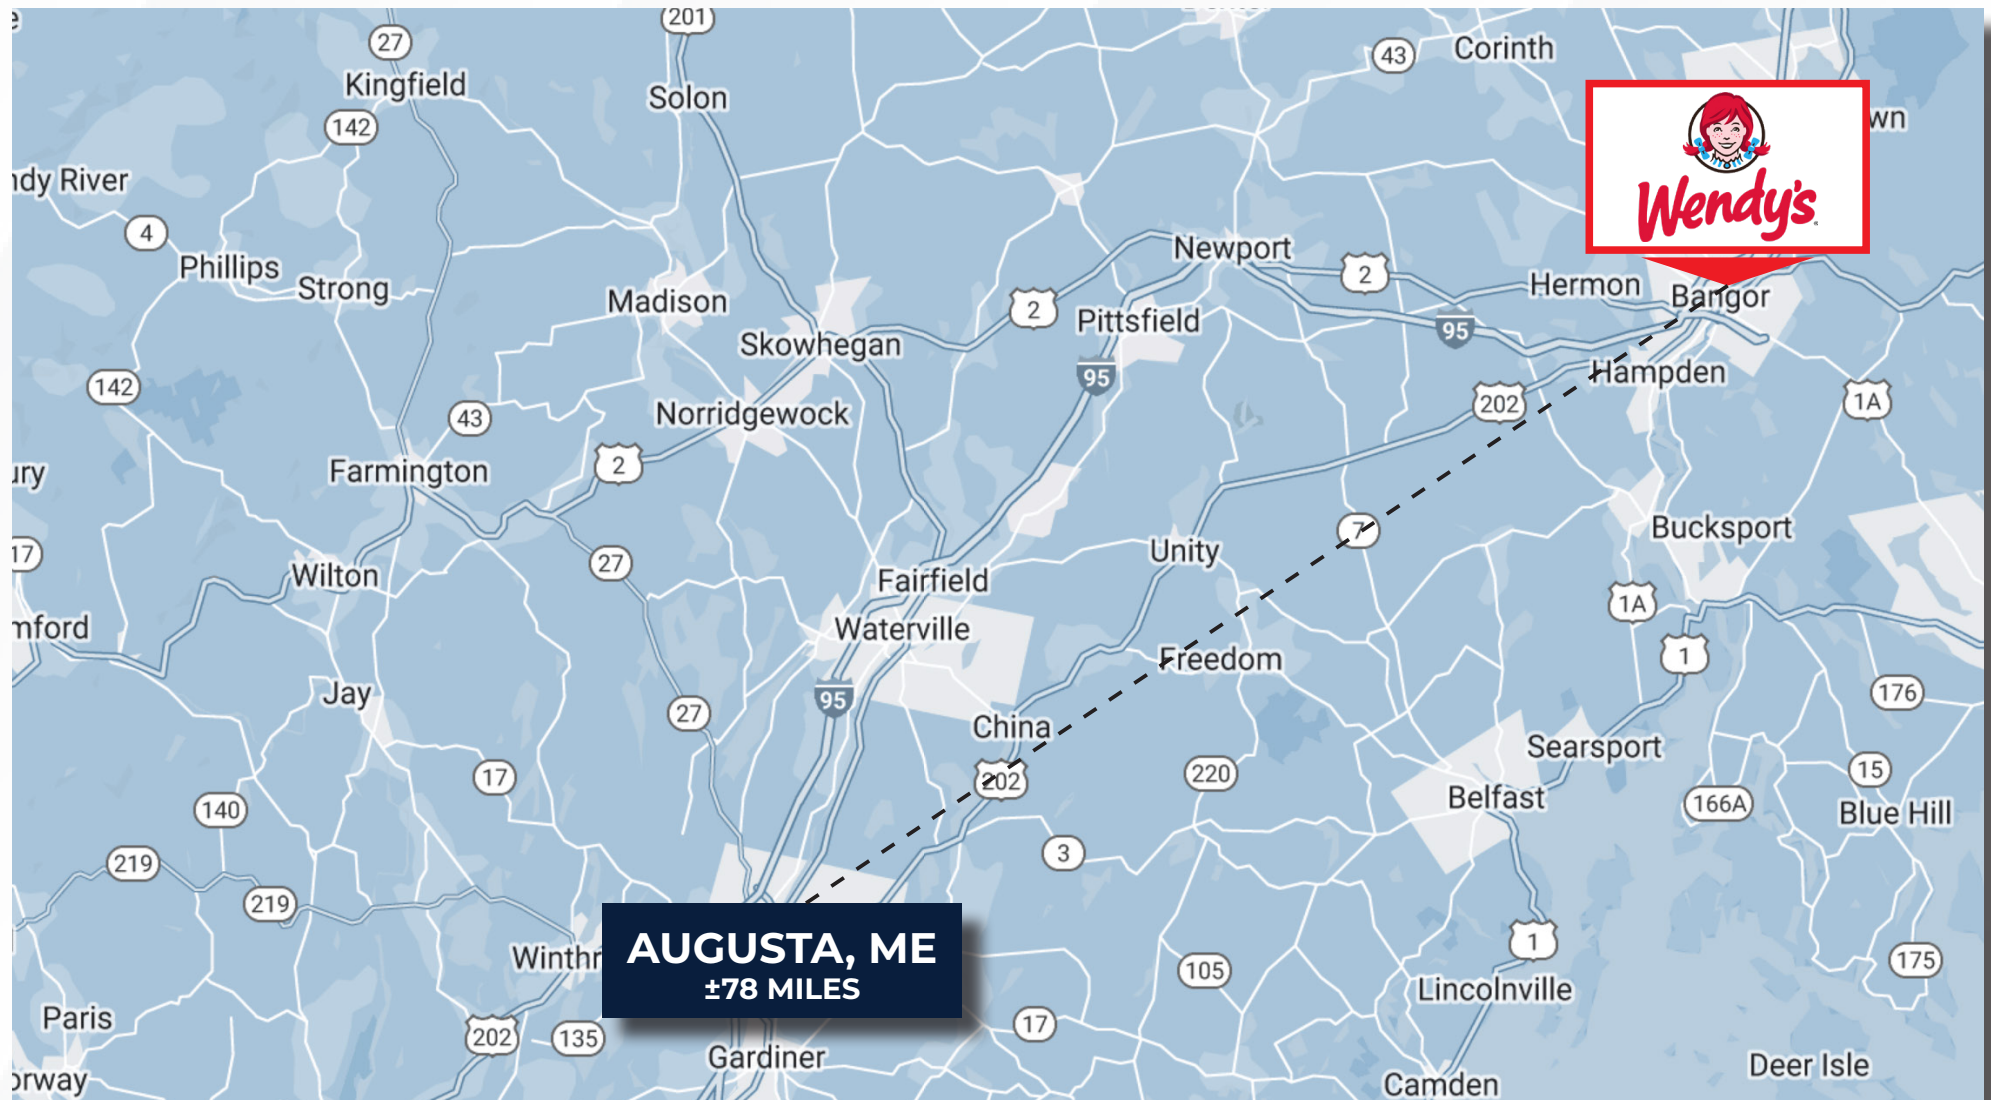 201
27
43
Corinth
Kingfield
Solon
142
wn
ndy River
Wendy's
4
Newport
Phillips
2
Hermon
Strong
Bangor
Madison
2
Pittsfield
95
Skowhegan
Hampden
95
142
202
1A
43
Norridgewock
2
Farmington
ury
7
Bucksport
17
Unity
27
Wilton
Fairfield
1A
mford
Waterville
1
Freedom
Jay
95
176
27
China
Searsport
17
202
220
15
Belfast
166A
140
Blue Hill
3
219
219
1
AUGUSTA, ME
±78 MILES
Winthr
105
175
Lincolnville
Paris
17
202
135
Gardiner
Deer Isle
orway
Camden